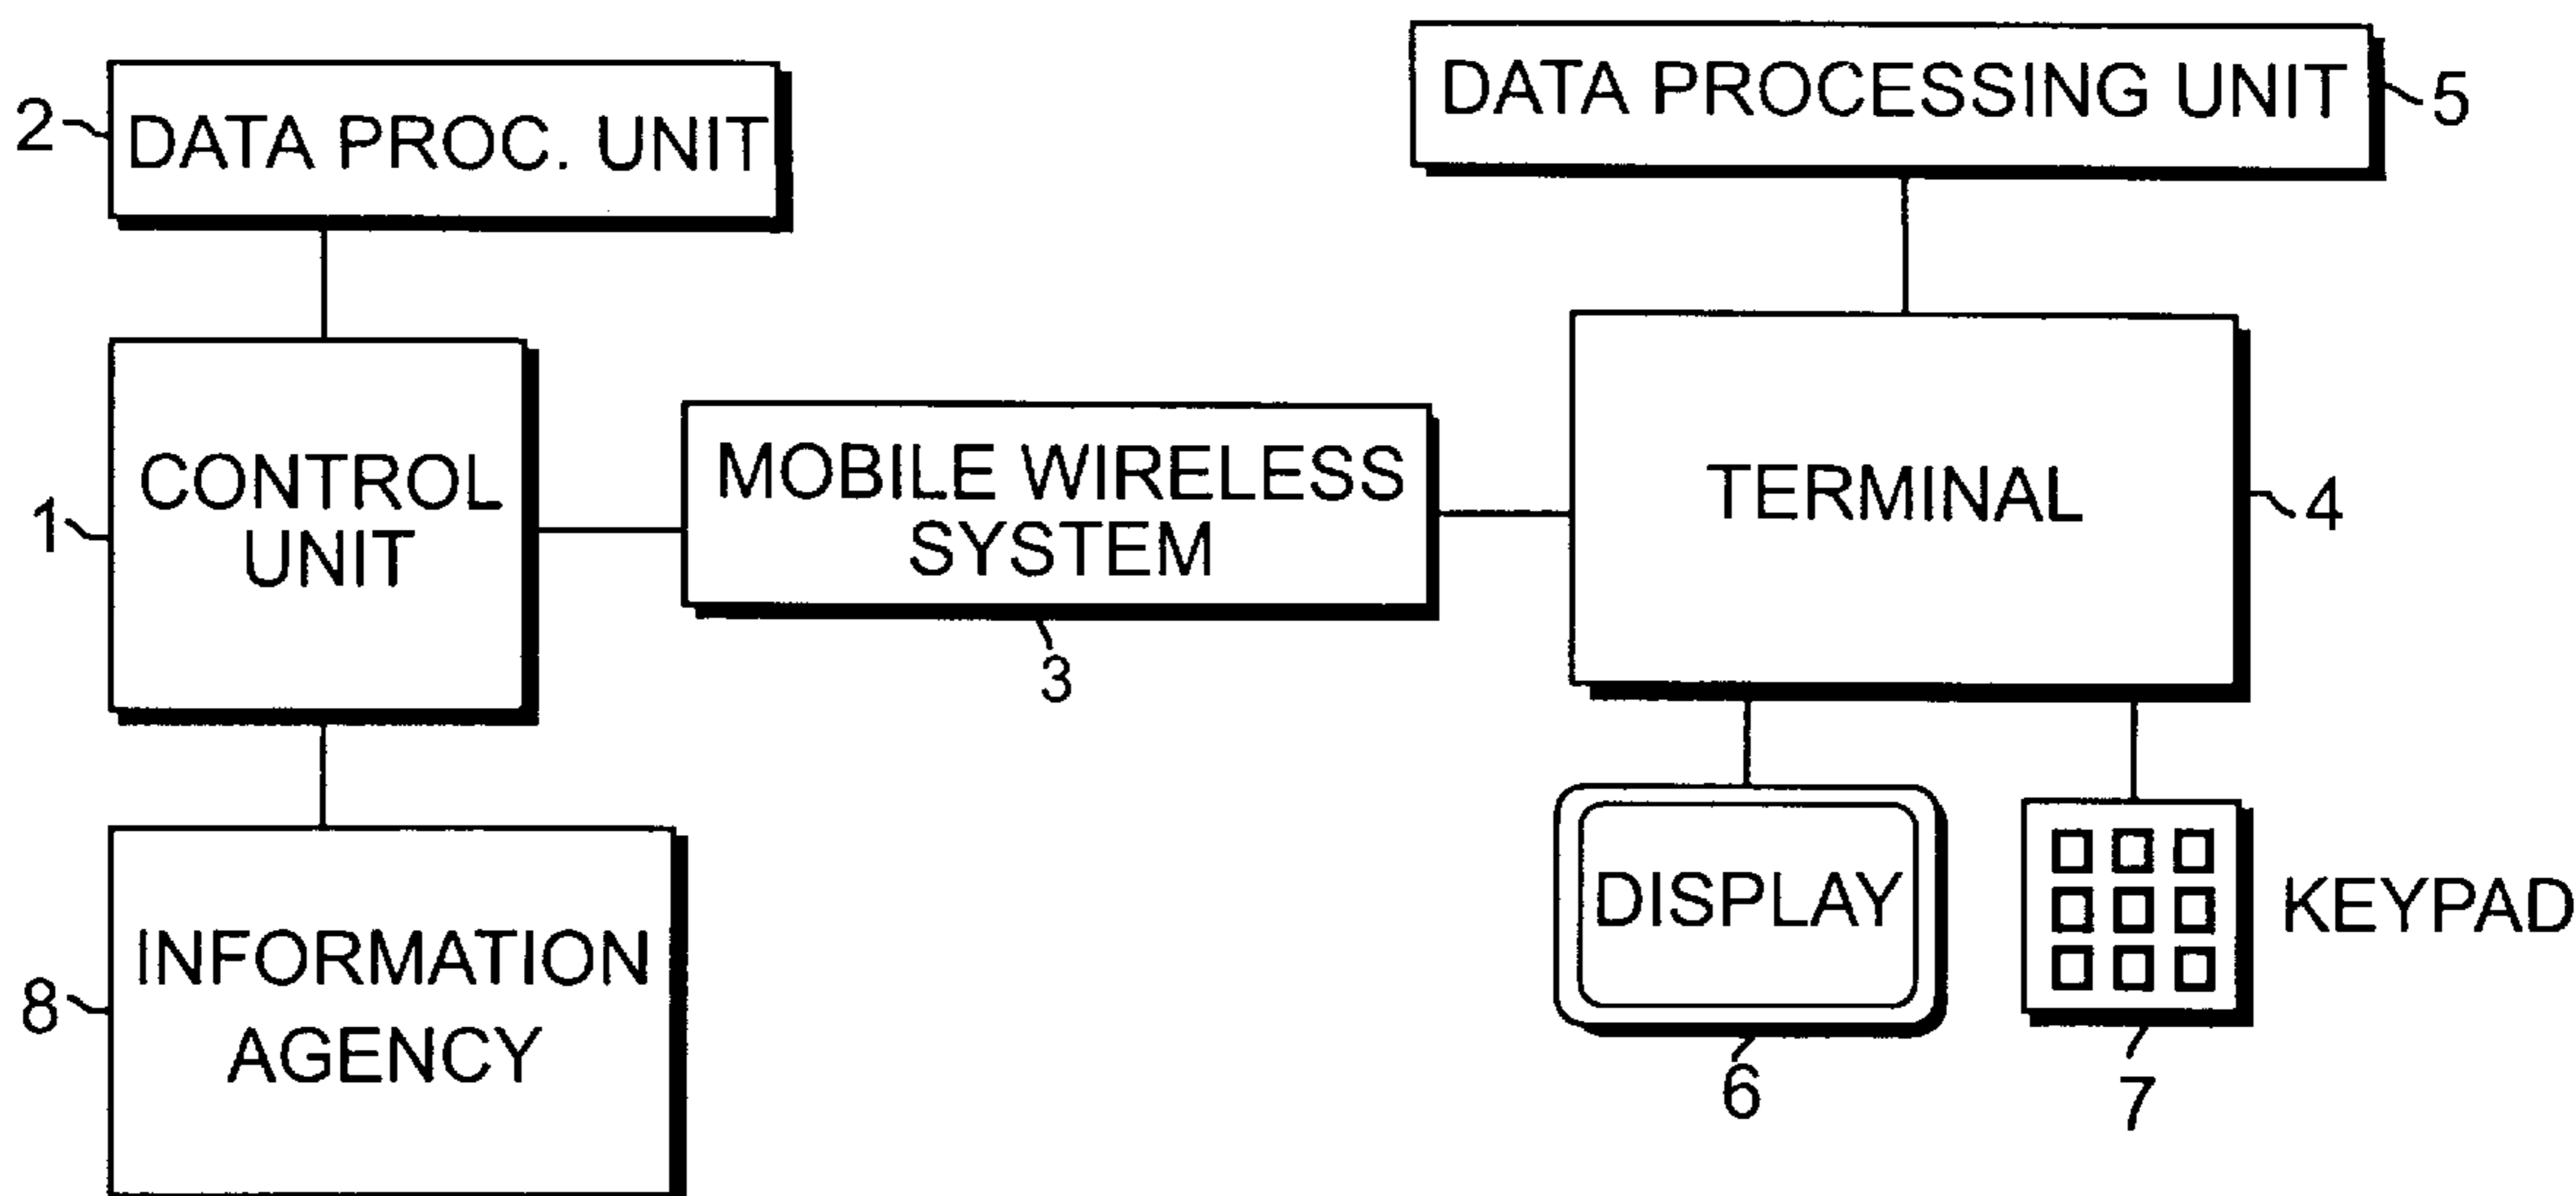 DATA PROCESSING UNIT
5
2
DATA PROC. UNIT
CONTROL
UNIT
1
MOBILE WIRELESS
SYSTEM
3
TERMINAL
4
INFORMATION
AGENCY
8
DISPLAY
6
KEYPAD
7